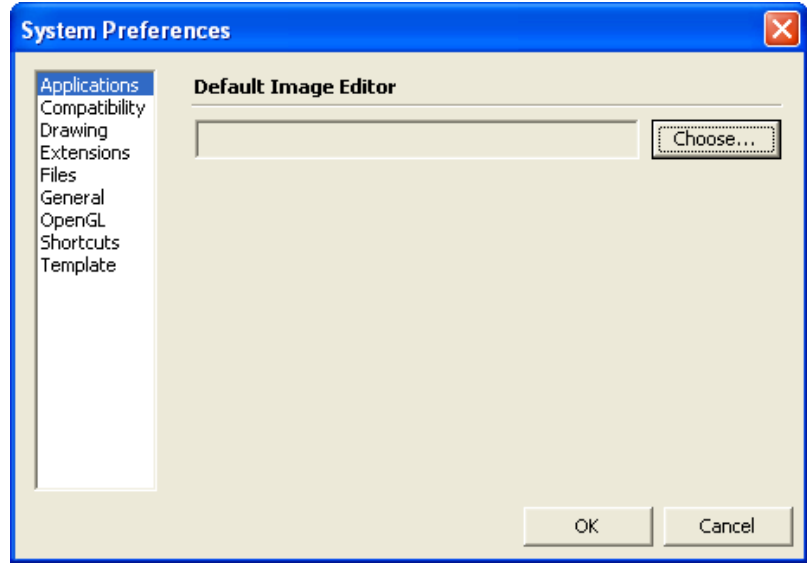 System Preferences
Applications
Compatibility
Drawing
Extensions
Files
General
OpenGL
Shortcuts
Template
Default Image Editor
Choose...
OK
Cancel